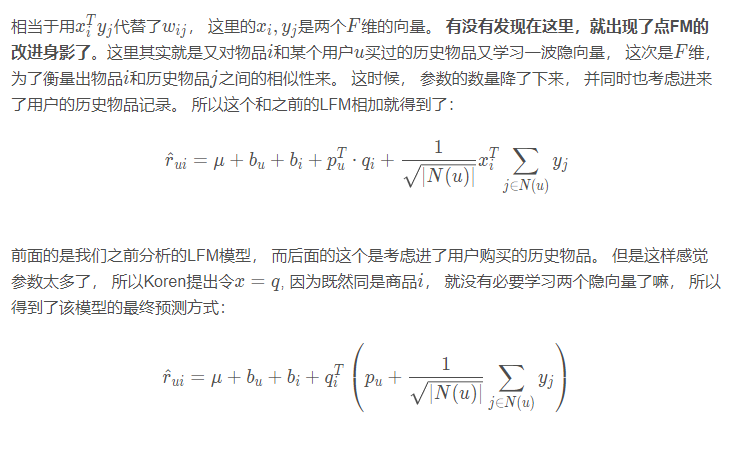 相当于用$x_i^T y_j$代替了$w_{ij}$， 这里的$x_i, y_j$是两个$F$维的向量。 有没有发现在这里，就出现了点FM的
改进身影了。这里其实就是又对物品$i$和某个用户$u$买过的历史物品又学习一波隐向量， 这次是$F$维，
为了衡量出物品$i$和历史物品$j$之间的相似性来。 这时候， 参数的数量降了下来， 并同时也考虑进来
了用户的历史物品记录。 所以这个和之前的LFM相加就得到了：
$\hat{r}_{ui} = \mu + b_u + b_i + p_u^T \cdot q_i + \frac{1}{\sqrt{|N(u)|}} x_i^T \sum_{j \in N(u)} y_j$
前面的是我们之前分析的LFM模型， 而后面的这个是考虑进了用户购买的历史物品。 但是这样感觉
参数太多了， 所以Koren提出令$x = q$, 因为既然同是商品$i$， 就没有必要学习两个隐向量了嘛， 所以
得到了该模型的最终预测方式：
$\hat{r}_{ui} = \mu + b_u + b_i + q_i^T \left( p_u + \frac{1}{\sqrt{|N(u)|}} \sum_{j \in N(u)} y_j \right)$